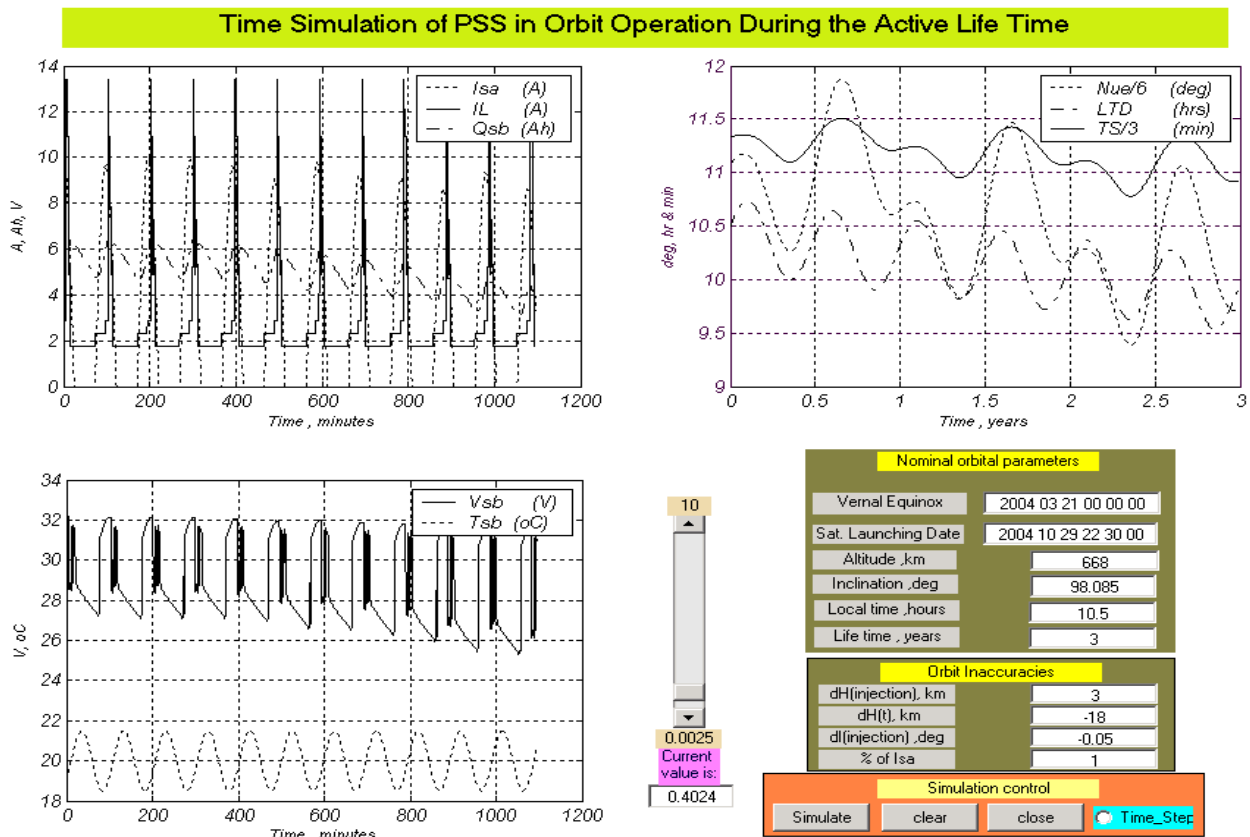 Time Simulation of PSS in Orbit Operation During the Active Life Time
14
12
10
8
6
4
2
0
A, Ah, V
Isa (A)
IL (A)
Qsb (Ah)
0 200 400 600 800 1000 1200
Time , minutes
12
11.5
11
10.5
10
9.5
9
deg, hr & min
Nue/6 (deg)
LTD (hrs)
TS/3 (min)
0 0.5 1 1.5 2 2.5 3
Time , years
34
32
30
28
26
24
22
20
18
V, oC
Vsb (V)
Tsb (oC)
0 200 400 600 800 1000 1200
Time , minutes
10
0.0025
Current
value is:
0.4024
Nominal orbital parameters
Vernal Equinox 2004 03 21 00 00 00
Sat. Launching Date 2004 10 29 22 30 00
Altitude ,km 668
Inclination ,deg 98.085
Local time ,hours 10.5
Life time , years 3
Orbit Inaccuracies
dH(injection), km 3
dH(t), km -18
dI(injection) ,deg -0.05
% of Isa 1
Simulation control
Simulate clear close Time_Step